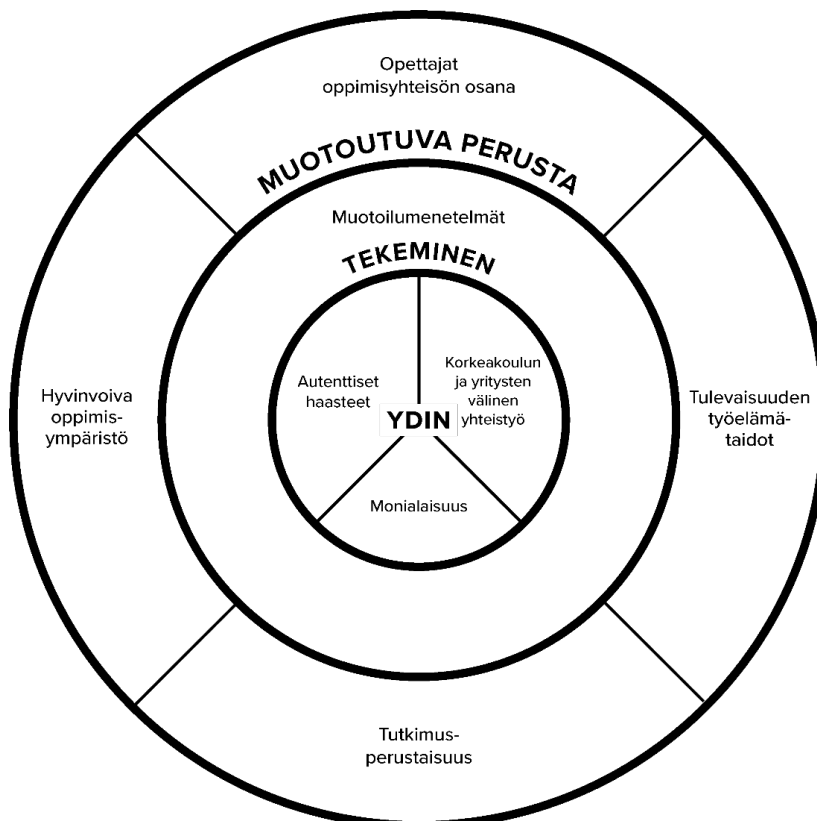 Opettajat
oppimisyhteisön osana
MUOTOUTUVA PERUSTA
Muotoilumenetelmät
TEKEMINEN
Autenttiset
haasteet
Korkeakoulun
ja yritysten
välinen
yhteistyö
YDIN
Monialaisuus
Hyvinvoiva
oppimis-
ympäristö
Tulevaisuuden
työelämä-
taidot
Tutkimus-
perustaisuus